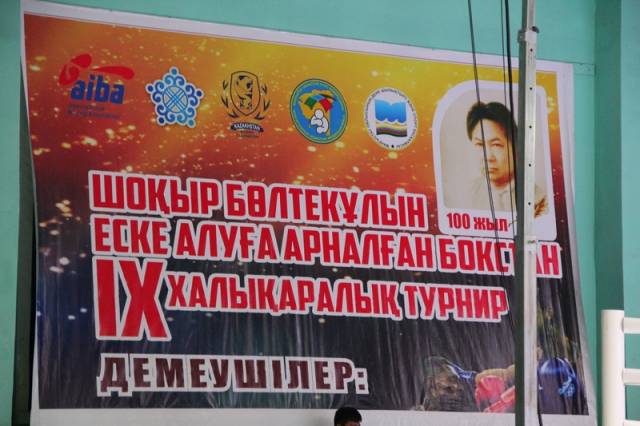 aiba
100 ЖЫЛ
ШОҚЫР БӨЛТЕКҰЛЫН
ЕСКЕ АЛУҒА АРНАЛҒАН БОКСТАН
IX ХАЛЫҚАРАЛЫҚ ТУРНИР
ДЕМЕУШІЛЕР: